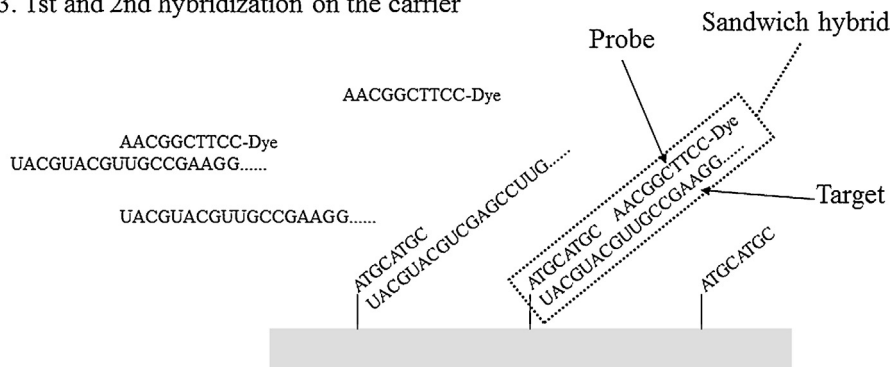 3. 1st and 2nd hybridization on the carrier
Sandwich hybrid
Probe
AACGGCTTCC-Dye
AACGGCTTCC-Dye
UACGUACGUUGCCGAAGG......
UACGUACGUUGCCGAAGG......
ATGCATGC
UACGUACGUCGAGCCUUG......
ATGCATGC AACGGCTTCC-Dye
UACGUACGUUGCCGAAGG......
Target
ATGCATGC